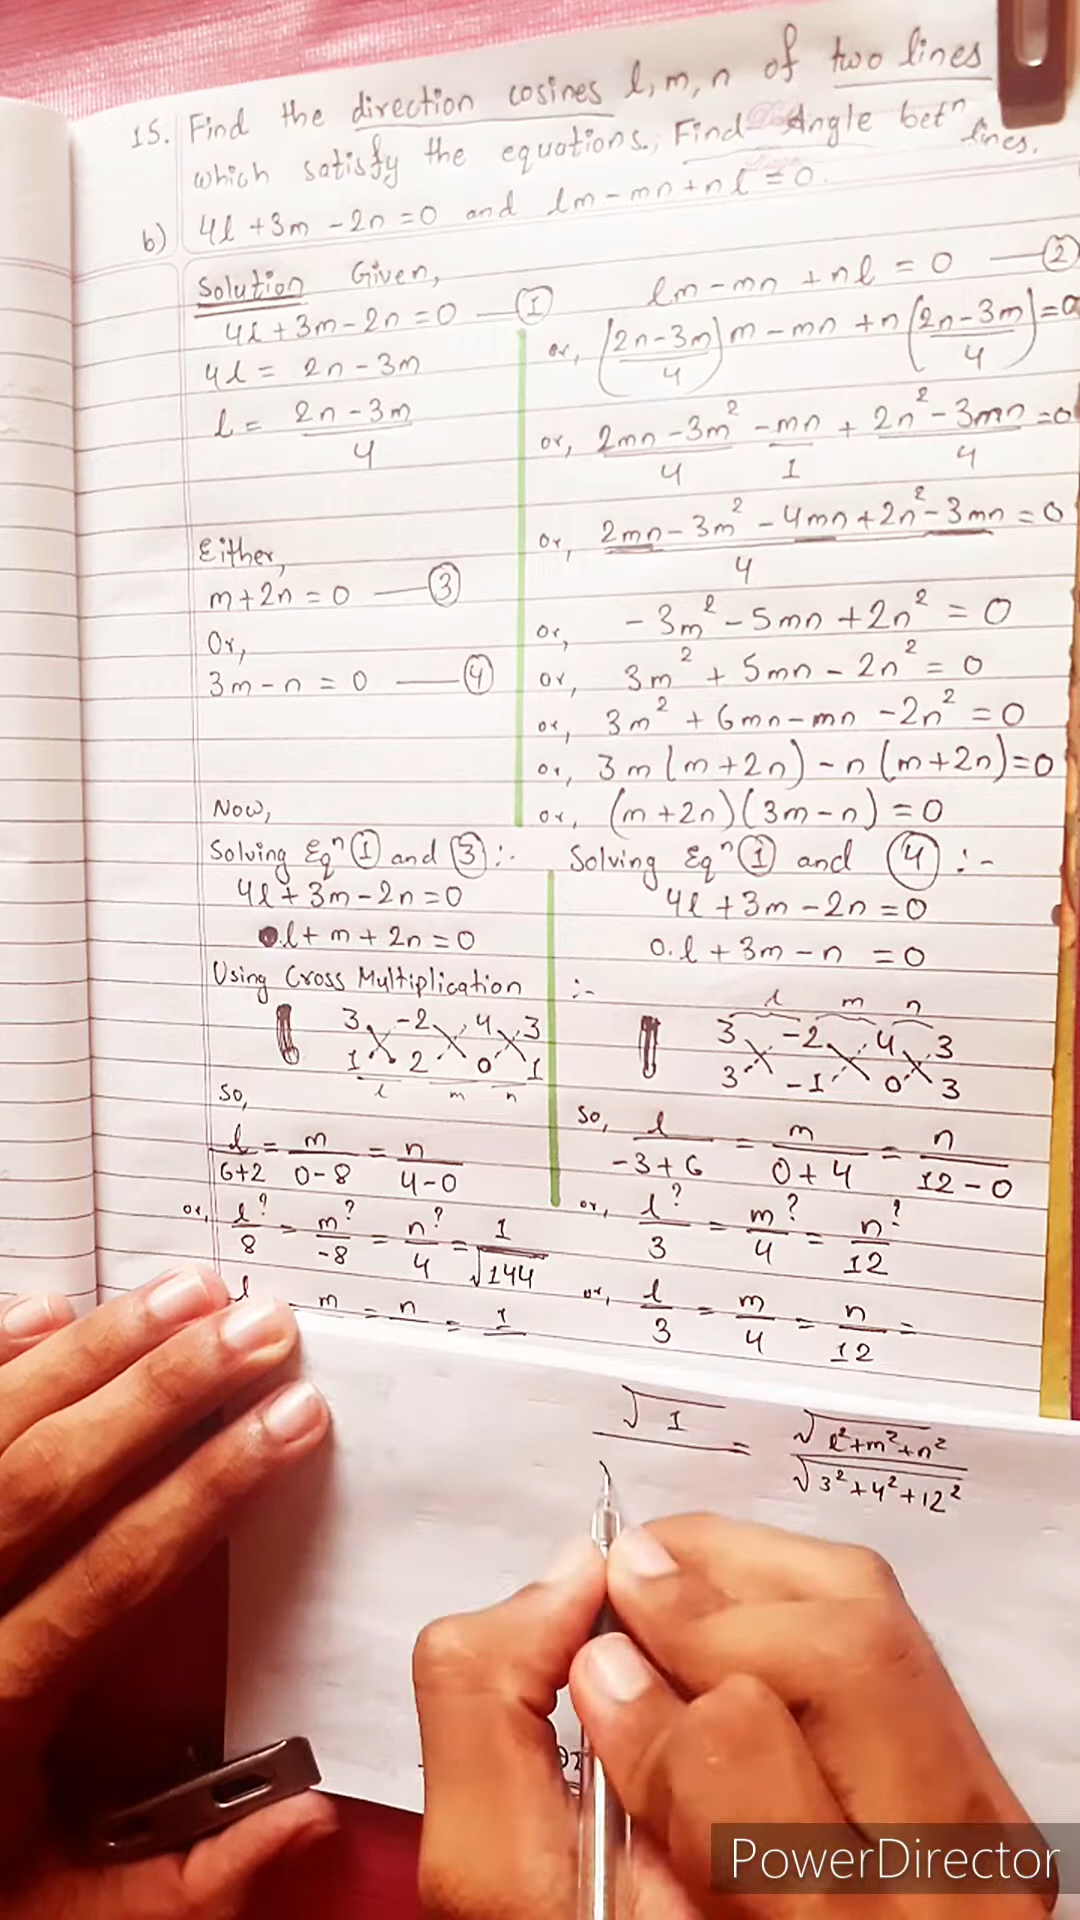 15. Find the direction cosines l, m, n of two lines
which satisfy the equations., Find Angle betⁿ lines.
b) 4l + 3m - 2n = 0 and lm - mn + nl = 0.
Solution Given,
4l + 3m - 2n = 0 — ①
4l = 2n - 3m
l = (2n - 3m)/4
Either,
m + 2n = 0 — ③
Or,
3m - n = 0 — ④
lm - mn + nl = 0 — ②
or, ((2n - 3m)/4) m - mn + n ((2n - 3m)/4) = 0
or, (2mn - 3m²)/4 - mn/1 + (2n² - 3mn)/4 = 0
or, (2mn - 3m² - 4mn + 2n² - 3mn)/4 = 0
or, -3m² - 5mn + 2n² = 0
or, 3m² + 5mn - 2n² = 0
or, 3m² + 6mn - mn - 2n² = 0
or, 3m(m + 2n) - n(m + 2n) = 0
or, (m + 2n)(3m - n) = 0
Now,
Solving Eqⁿ ① and ③ :-
4l + 3m - 2n = 0
.l + m + 2n = 0
Using Cross Multiplication :-
3 -2 4 3
1 2 0 1
l m n
So,
l/(6+2) = m/(0-8) = n/(4-0)
or, l?/8 = m?/-8 = n?/4 = 1/√144
l = m = n = 1
Solving Eqⁿ ① and ④ :-
4l + 3m - 2n = 0
0.l + 3m - n = 0
l m n
3 -2 4 3
3 -1 0 3
So, l/(-3+6) = m/(0+4) = n/(12-0)
or, l?/3 = m?/4 = n?/12
or, l/3 = m/4 = n/12 =
√1 = √(l²+m²+n²)/√(3²+4²+12²)
PowerDirector